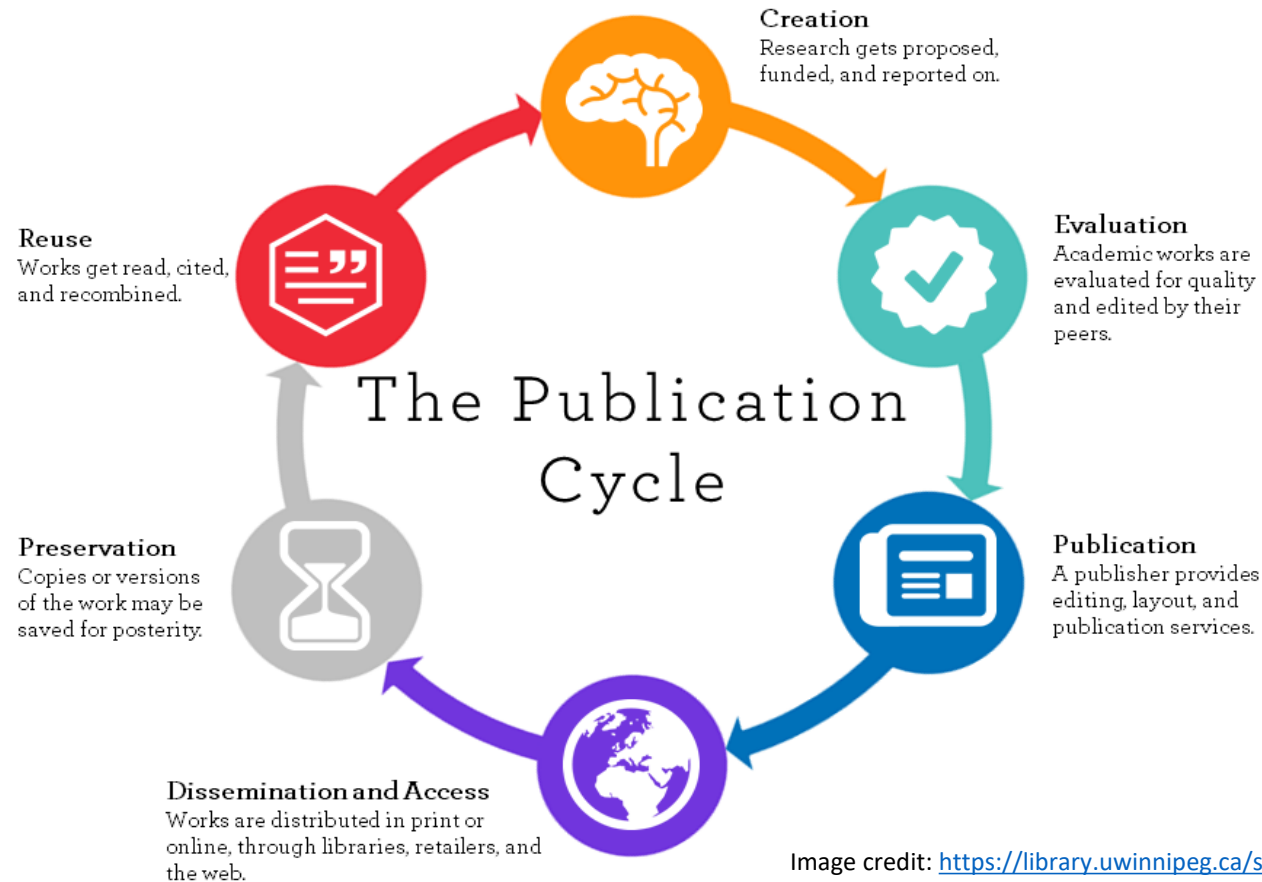 Creation
Research gets proposed,
funded, and reported on.
Evaluation
Academic works are
evaluated for quality
and edited by their
peers.
Publication
A publisher provides
editing, layout, and
publication services.
Dissemination and Access
Works are distributed in print or
online, through libraries, retailers, and
the web.
Preservation
Copies or versions
of the work may be
saved for posterity.
Reuse
Works get read, cited,
and recombined.
The Publication
Cycle
Image credit: https://library.uwinnipeg.ca/s